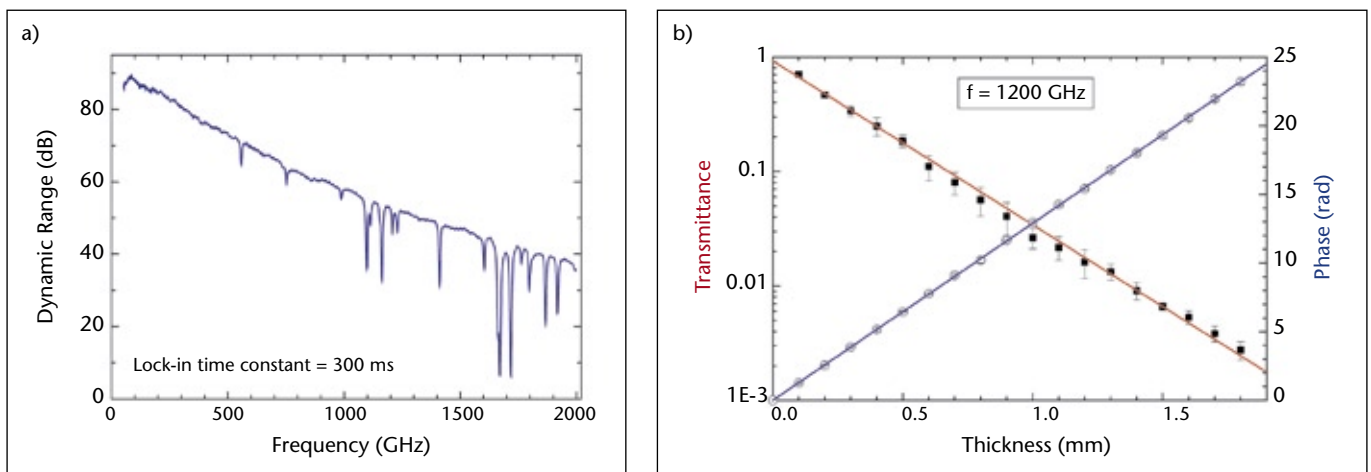 a)
Dynamic Range (dB)
80
60
40
20
0
Lock-in time constant = 300 ms
0 500 1000 1500 2000
Frequency (GHz)
b)
Transmittance
1
0.1
0.01
1E-3
f = 1200 GHz
25
20
15
10
5
0
Phase (rad)
0.0 0.5 1.0 1.5
Thickness (mm)